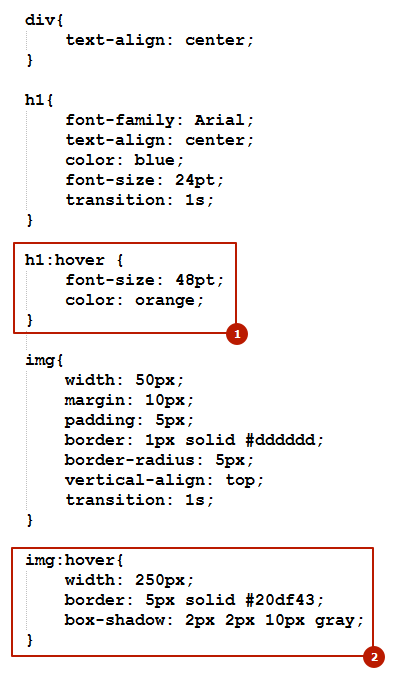 div{
    text-align: center;
}
h1{
    font-family: Arial;
    text-align: center;
    color: blue;
    font-size: 24pt;
    transition: 1s;
}
h1:hover {
    font-size: 48pt;
    color: orange;
}
1
img{
    width: 50px;
    margin: 10px;
    padding: 5px;
    border: 1px solid #dddddd;
    border-radius: 5px;
    vertical-align: top;
    transition: 1s;
}
img:hover{
    width: 250px;
    border: 5px solid #20df43;
    box-shadow: 2px 2px 10px gray;
}
2